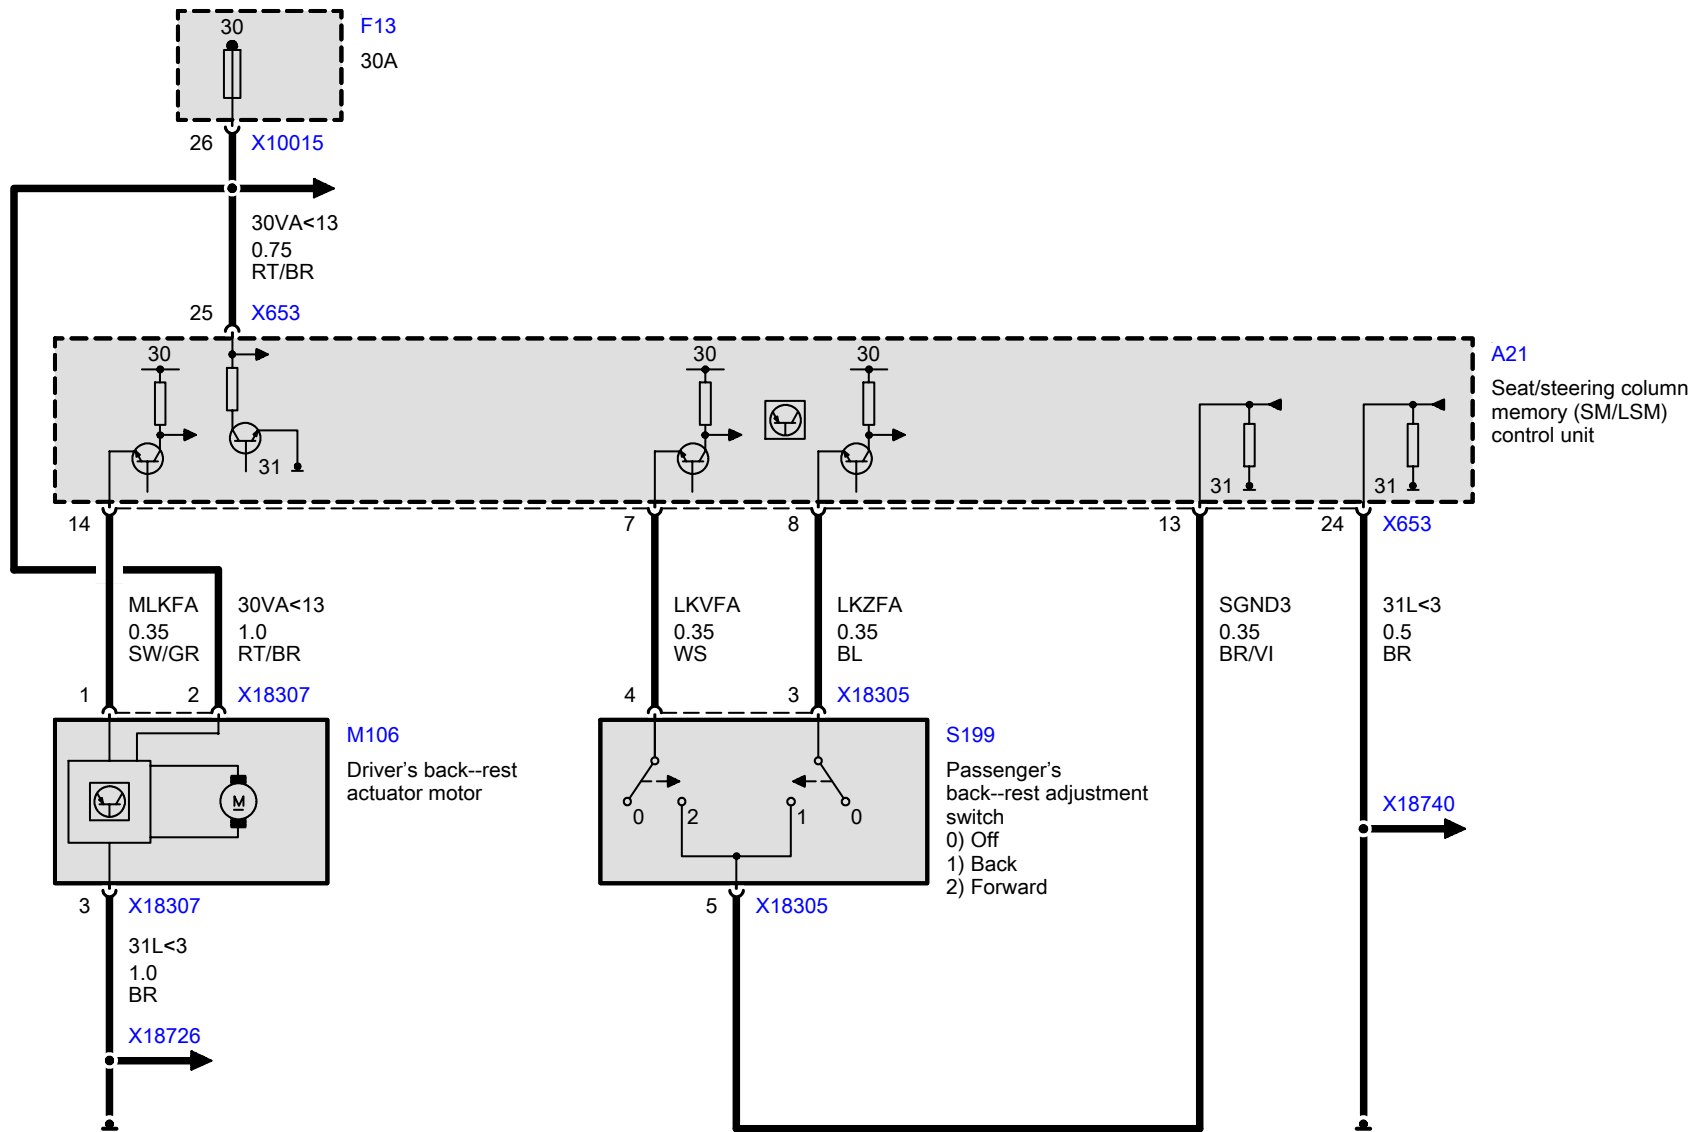 30
F13
30A
26 X10015
30VA<13
0.75
RT/BR
25 X653
30
30
30
31
31
31
A21
Seat/steering column
memory (SM/LSM)
control unit
14
7
8
13
24 X653
MLKFA
0.35
SW/GR
30VA<13
1.0
RT/BR
LKVFA
0.35
WS
LKZFA
0.35
BL
SGND3
0.35
BR/VI
31L<3
0.5
BR
1
2 X18307
4
3 X18305
M
M106
Driver's back--rest
actuator motor
0
2
1
0
S199
Passenger's
back--rest adjustment
switch
0) Off
1) Back
2) Forward
X18740
3 X18307
5 X18305
31L<3
1.0
BR
X18726